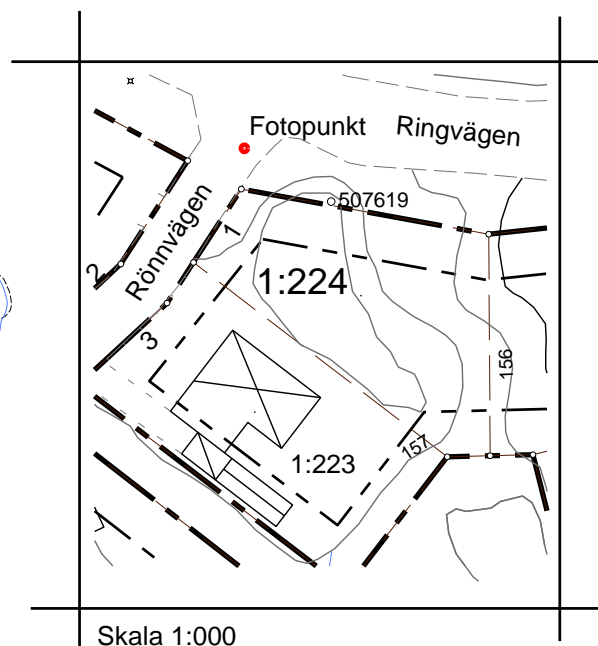 Fotopunkt
Ringvägen
507619
Rönnvägen
1
1:224
2
3
156
157
1:223
Skala 1:000